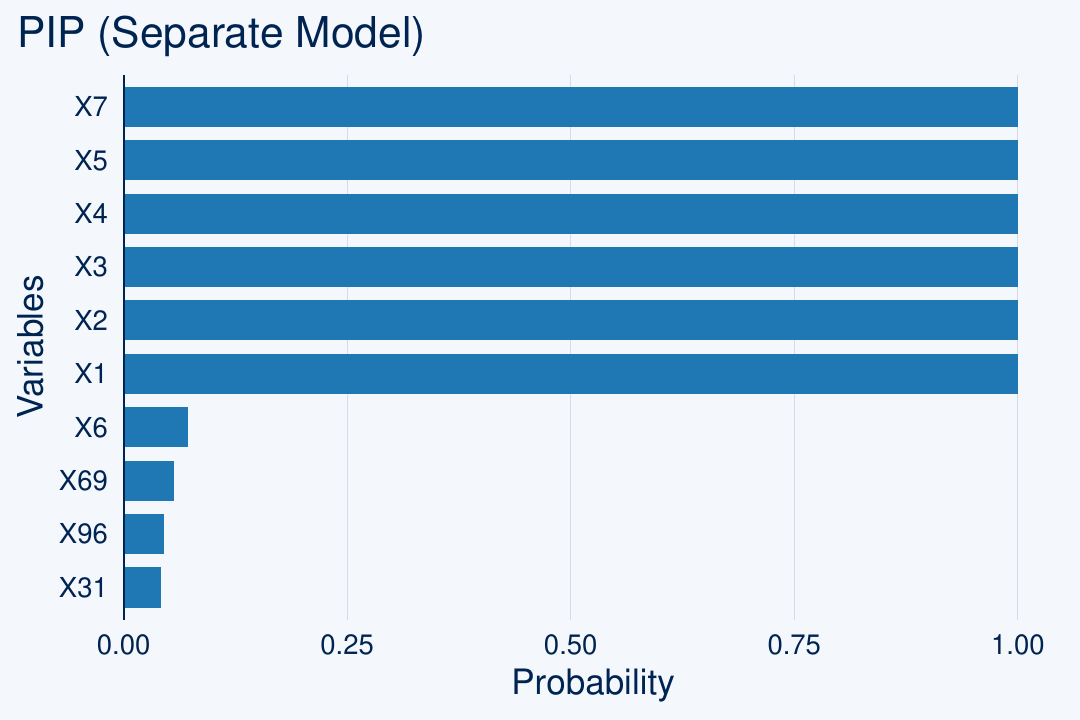 PIP (Separate Model)
X7
X5
X4
X3
X2
X1
X6
X69
X96
X31
Variables
0.00 0.25 0.50 0.75 1.00
Probability